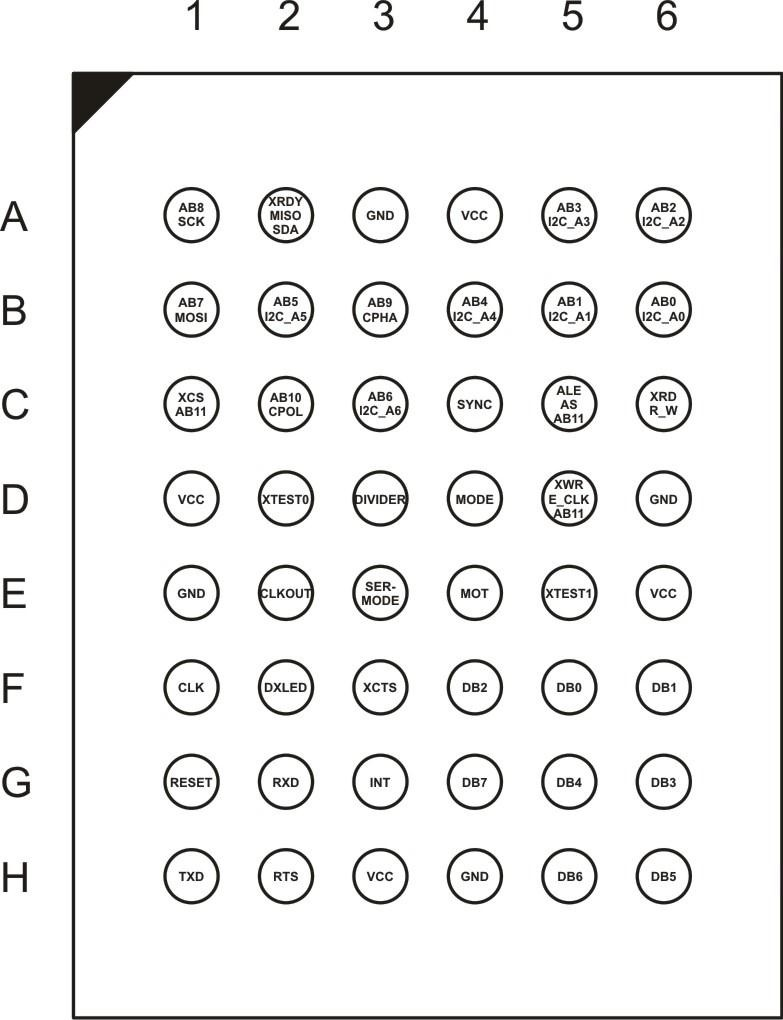 1 2 3 4 5 6
A
AB8
SCK
XRDY
MISO
SDA
GND
VCC
AB3
I2C_A3
AB2
I2C_A2
B
AB7
MOSI
AB5
I2C_A5
AB9
CPHA
AB4
I2C_A4
AB1
I2C_A1
AB0
I2C_A0
C
XCS
AB11
AB10
CPOL
AB6
I2C_A6
SYNC
ALE
AS
AB11
XRD
R_W
D
VCC
XTEST0
DIVIDER
MODE
XWR
E_CLK
AB11
GND
E
GND
CLKOUT
SER-
MODE
MOT
XTEST1
VCC
F
CLK
DXLED
XCTS
DB2
DB0
DB1
G
RESET
RXD
INT
DB7
DB4
DB3
H
TXD
RTS
VCC
GND
DB6
DB5